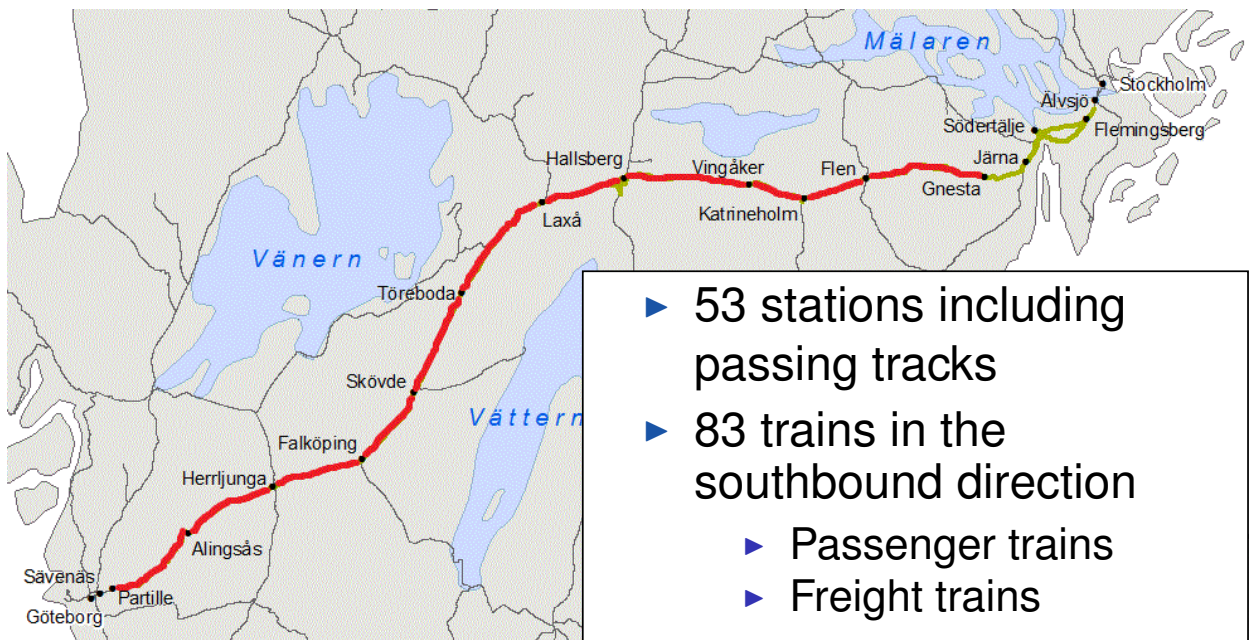 Mälaren
Stockholm
Älvsjö
Södertälje
Flemingsberg
Hallsberg
Vingåker
Flen
Järna
Gnesta
Katrineholm
Laxå
Vänern
Töreboda
Skövde
Vättern
Falköping
Herrljunga
Alingsås
Sävenäs
Partille
Göteborg
▶ 53 stations including
passing tracks
▶ 83 trains in the
southbound direction
▶ Passenger trains
▶ Freight trains